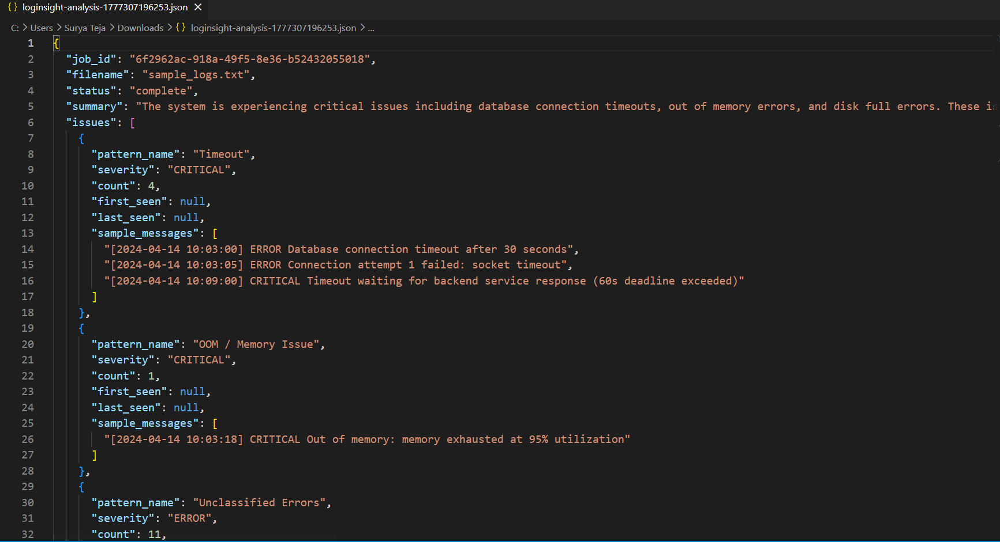 {} loginsight-analysis-1777307196253.json ×
C: > Users > Surya Teja > Downloads > {} loginsight-analysis-1777307196253.json > ...
1 {
2 "job_id": "6f2962ac-918a-49f5-8e36-b52432055018",
3 "filename": "sample_logs.txt",
4 "status": "complete",
5 "summary": "The system is experiencing critical issues including database connection timeouts, out of memory errors, and disk full errors. These is
6 "issues": [
7 {
8 "pattern_name": "Timeout",
9 "severity": "CRITICAL",
10 "count": 4,
11 "first_seen": null,
12 "last_seen": null,
13 "sample_messages": [
14 "[2024-04-14 10:03:00] ERROR Database connection timeout after 30 seconds",
15 "[2024-04-14 10:03:05] ERROR Connection attempt 1 failed: socket timeout",
16 "[2024-04-14 10:09:00] CRITICAL Timeout waiting for backend service response (60s deadline exceeded)"
17 ]
18 },
19 {
20 "pattern_name": "OOM / Memory Issue",
21 "severity": "CRITICAL",
22 "count": 1,
23 "first_seen": null,
24 "last_seen": null,
25 "sample_messages": [
26 "[2024-04-14 10:03:18] CRITICAL Out of memory: memory exhausted at 95% utilization"
27 ]
28 },
29 {
30 "pattern_name": "Unclassified Errors",
31 "severity": "ERROR",
32 "count": 11,